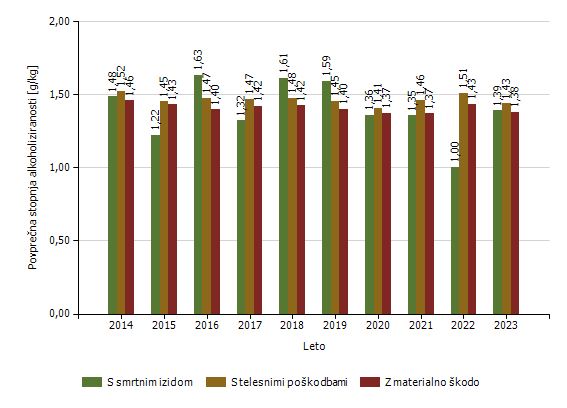 2,00
1,50
1,00
0,50
0,00
Povprečna stopnja alkoholiziranosti [g/kg]
1,48 1,52 1,46
1,22 1,45 1,43
1,63 1,47 1,40
1,32 1,47 1,42
1,61 1,48 1,42
1,59 1,45 1,40
1,36 1,41 1,37
1,35 1,46 1,37
1,00 1,51 1,43
1,39 1,43 1,38
2014 2015 2016 2017 2018 2019 2020 2021 2022 2023
Leto
S smrtnim izidom S telesnimi poškodbami Z materialno škodo